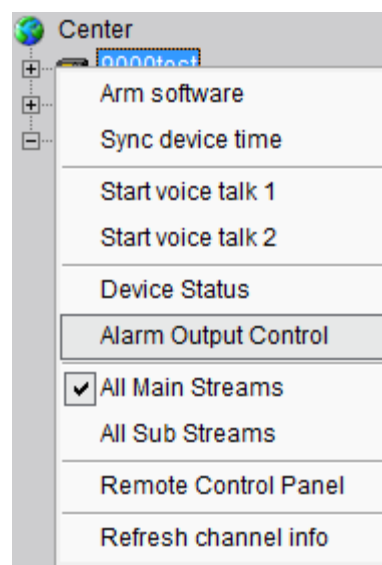 Center
9000test
Arm software
Sync device time
Start voice talk 1
Start voice talk 2
Device Status
Alarm Output Control
All Main Streams
All Sub Streams
Remote Control Panel
Refresh channel info